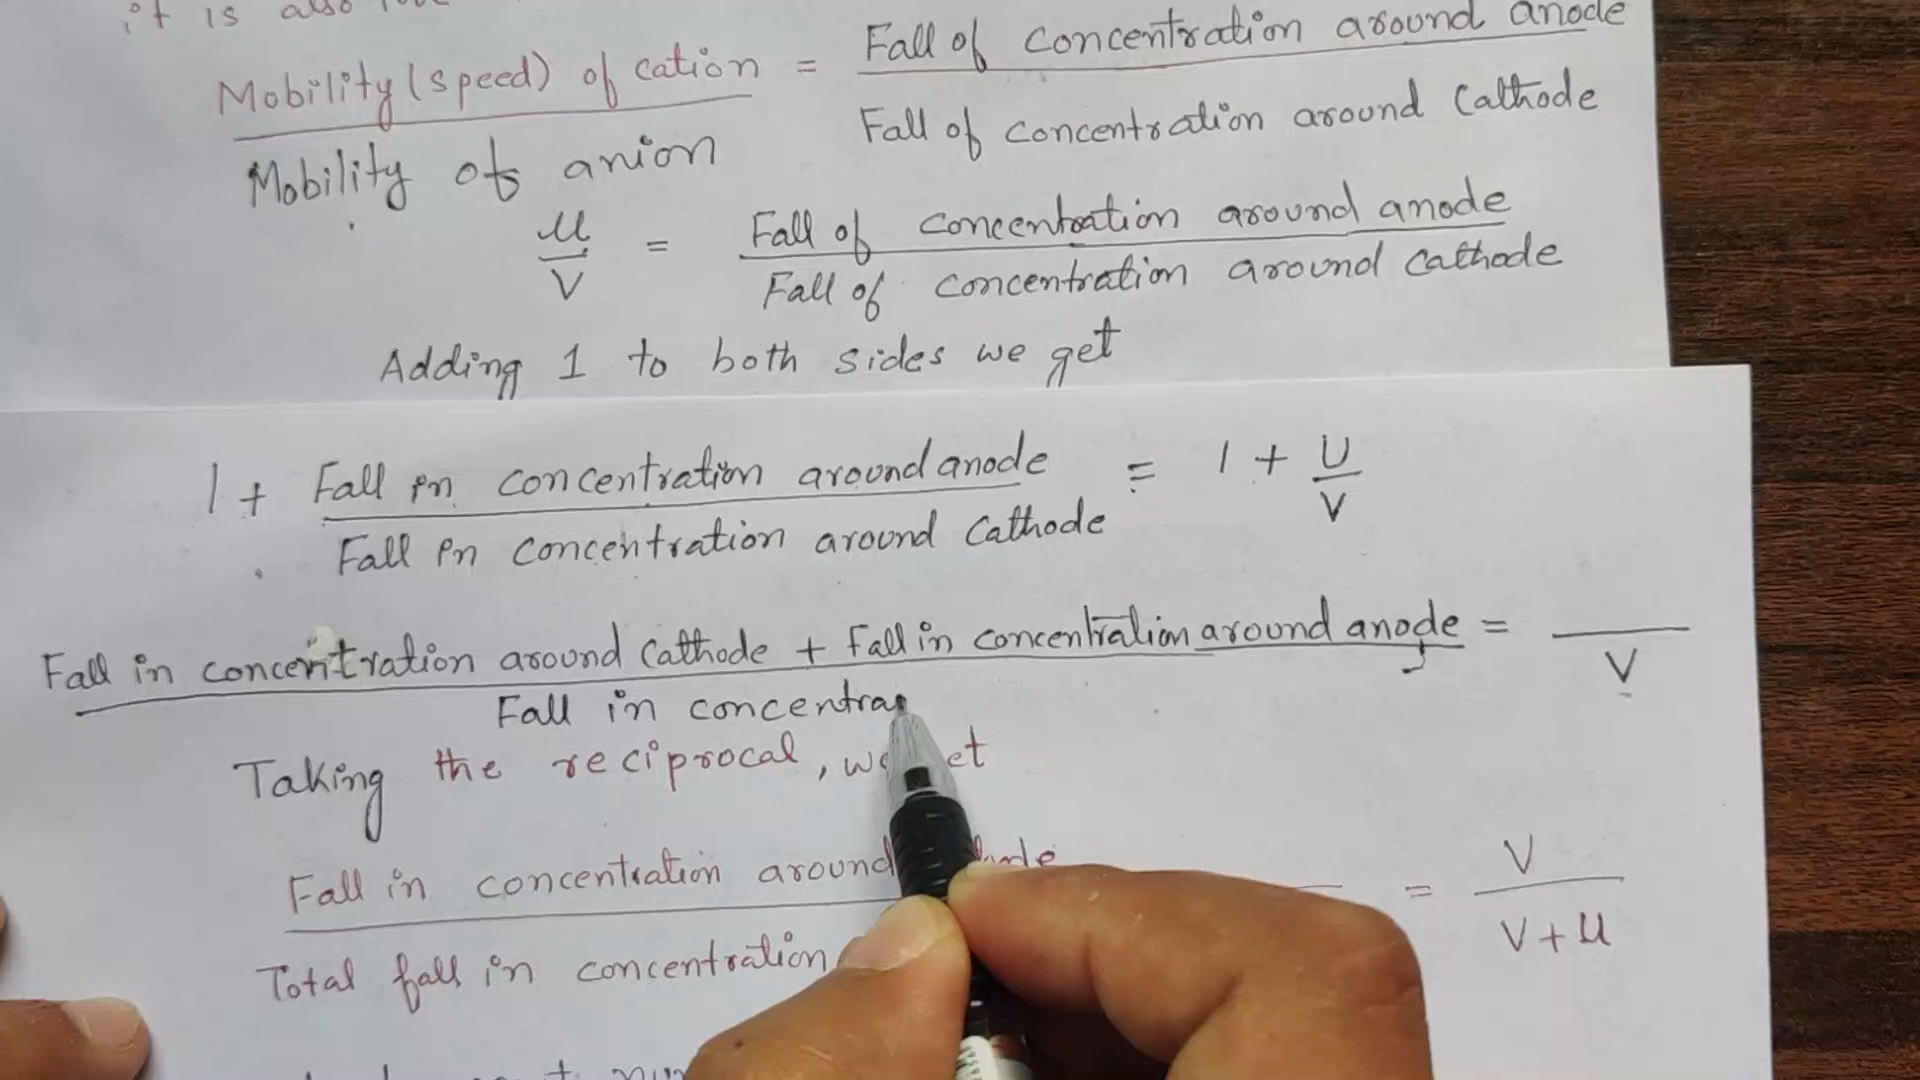 it is also
Mobility (speed) of cation = Fall of concentration around anode
Mobility of anion Fall of concentration around Cathode
u = Fall of concentration around anode
V Fall of concentration around cathode
Adding 1 to both sides we get
1 + Fall in concentration around anode = 1 + U
Fall in concentration around Cathode V
Fall in concentration around Cathode + Fall in concentration around anode =
Fall in concentra V
Taking the reciprocal, we et
Fall in concentration around = V
Total fall in concentration V + u